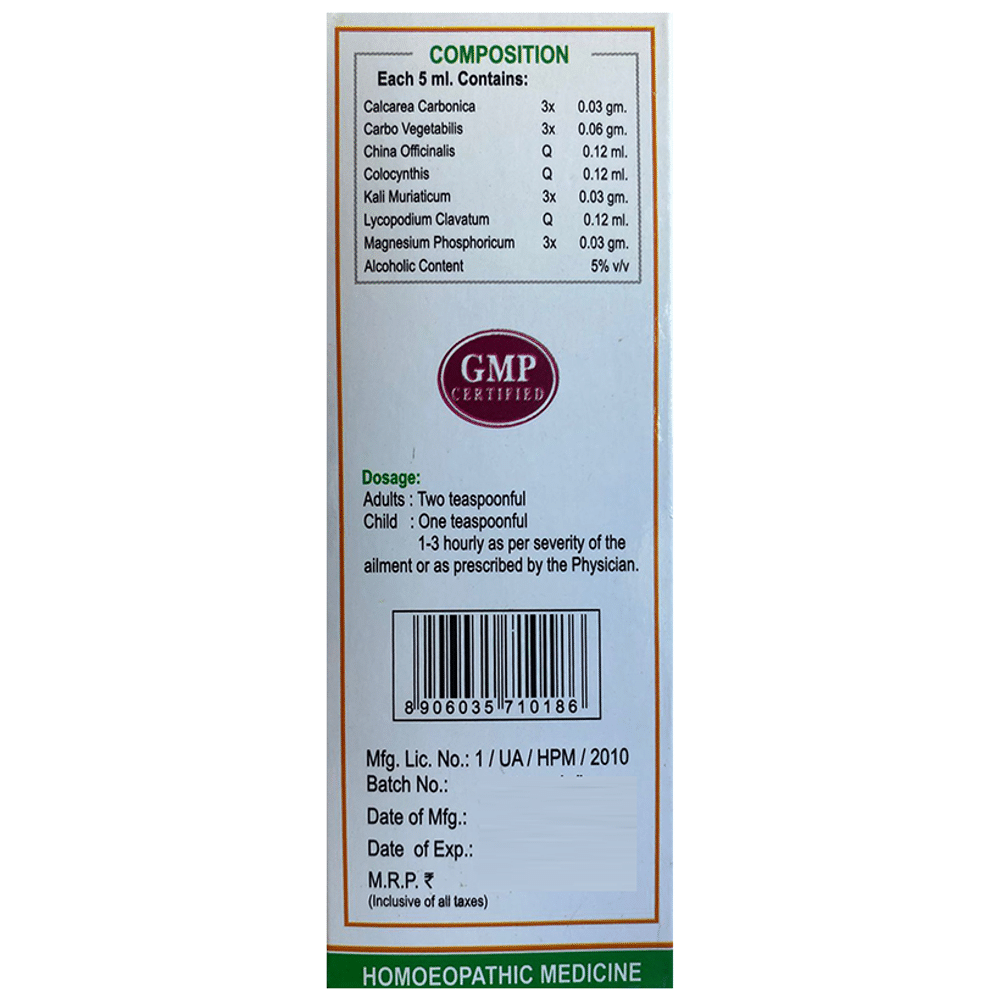 COMPOSITION
Each 5 ml. Contains:
Calcarea Carbonica 3x 0.03 gm.
Carbo Vegetabilis 3x 0.06 gm.
China Officinalis Q 0.12 ml.
Colocynthis Q 0.12 ml.
Kali Muriaticum 3x 0.03 gm.
Lycopodium Clavatum Q 0.12 ml.
Magnesium Phosphoricum 3x 0.03 gm.
Alcoholic Content 5% v/v
GMP
CERTIFIED
Dosage:
Adults : Two teaspoonful
Child : One teaspoonful
1-3 hourly as per severity of the
ailment or as prescribed by the Physician.
8 906035 710186
Mfg. Lic. No.: 1 / UA / HPM / 2010
Batch No.:
Date of Mfg.:
Date of Exp.:
M.R.P. ₹
(Inclusive of all taxes)
HOMOEOPATHIC MEDICINE